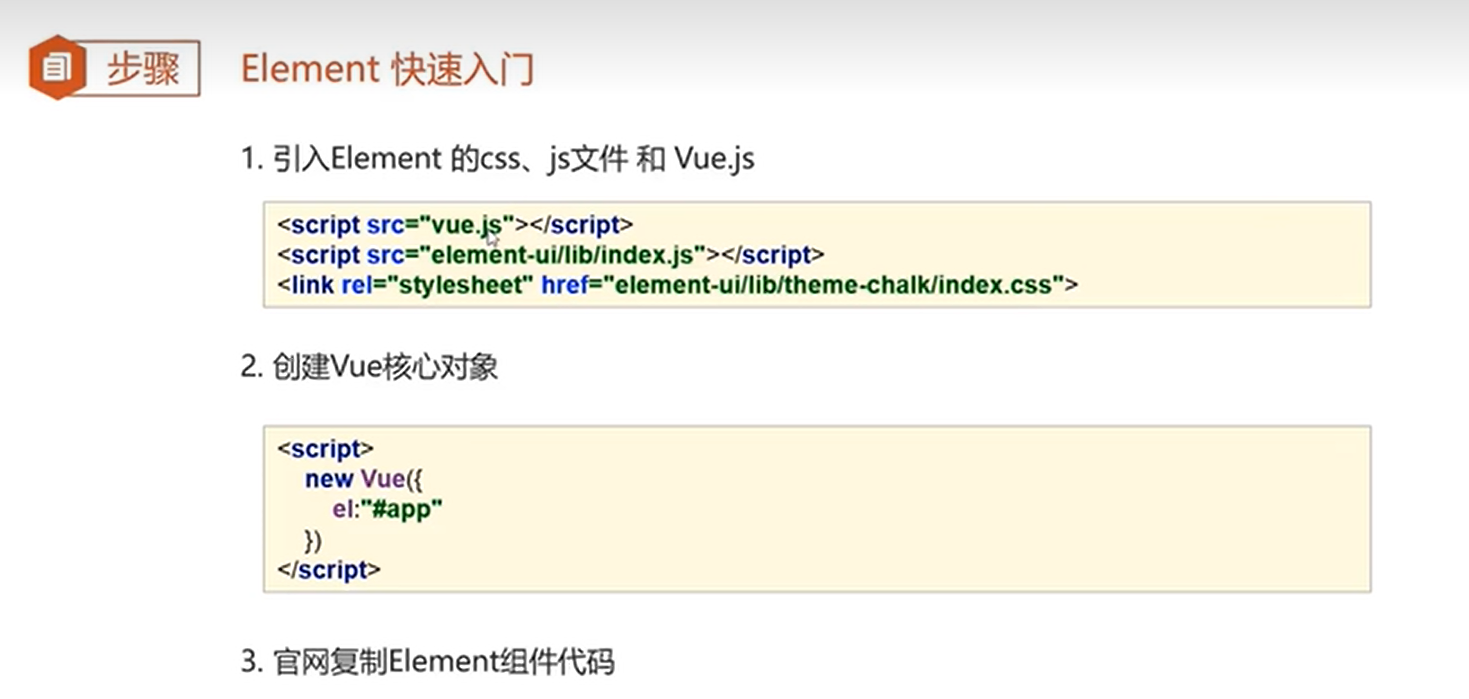 步骤 Element 快速入门
1. 引入Element 的css、js文件 和 Vue.js
<script src="vue.js"></script>
<script src="element-ui/lib/index.js"></script>
<link rel="stylesheet" href="element-ui/lib/theme-chalk/index.css">
2. 创建Vue核心对象
<script>
new Vue({
el:"#app"
})
</script>
3. 官网复制Element组件代码